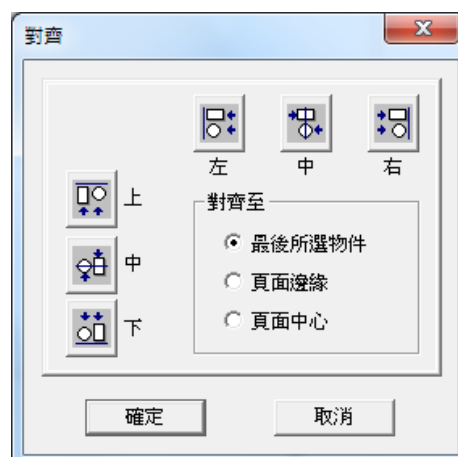 對齊
左 中 右
上
對齊至
最後所選物件
中
頁面邊緣
頁面中心
下
確定 取消